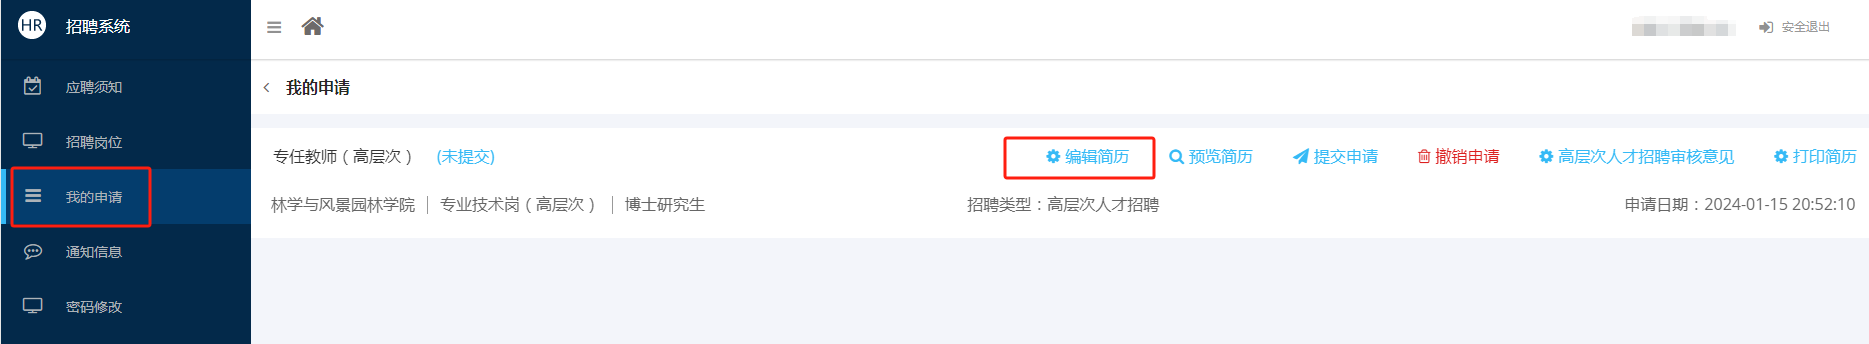 HR 招聘系统
安全退出
应聘须知
招聘岗位
我的申请
通知信息
密码修改
我的申请
专任教师（高层次） (未提交) 编辑简历 预览简历 提交申请 撤销申请 高层次人才招聘审核意见 打印简历
林学与风景园林学院 专业技术岗（高层次） 博士研究生 招聘类型：高层次人才招聘 申请日期：2024-01-15 20:52:10